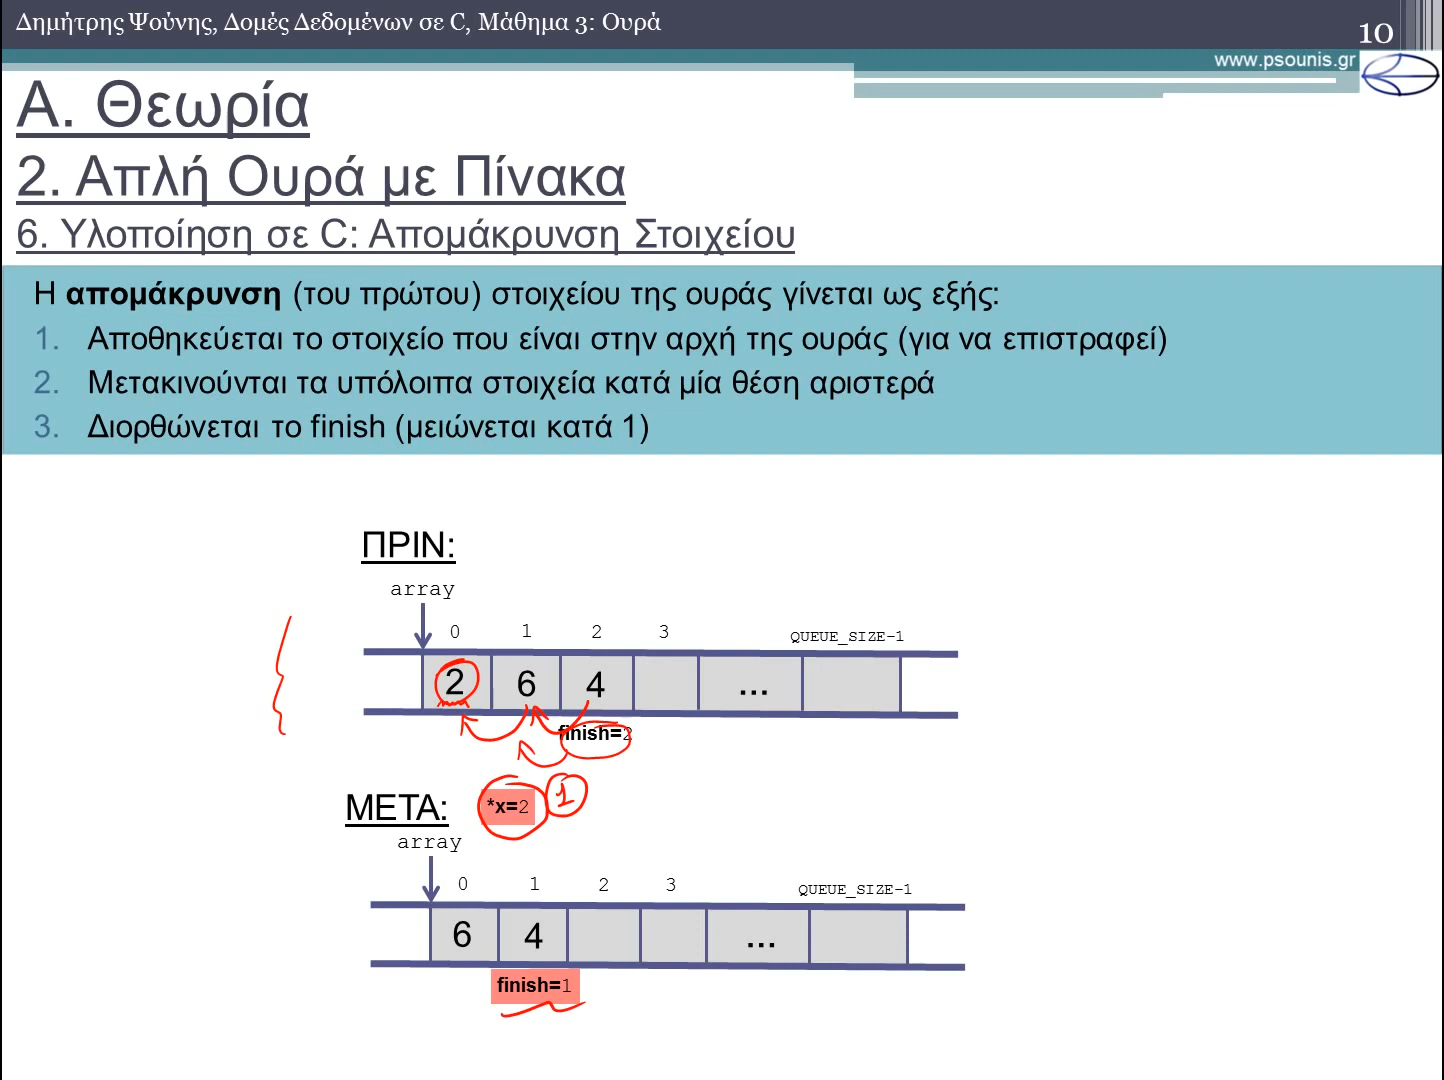 Δημήτρης Ψούνης, Δομές Δεδομένων σε C, Μάθημα 3: Ουρά
10
www.psounis.gr
Α. Θεωρία
2. Απλή Ουρά με Πίνακα
6. Υλοποίηση σε C: Απομάκρυνση Στοιχείου
Η απομάκρυνση (του πρώτου) στοιχείου της ουράς γίνεται ως εξής:
1. Αποθηκεύεται το στοιχείο που είναι στην αρχή της ουράς (για να επιστραφεί)
2. Μετακινούνται τα υπόλοιπα στοιχεία κατά μία θέση αριστερά
3. Διορθώνεται το finish (μειώνεται κατά 1)
ΠΡΙΝ:
array
0 1 2 3 QUEUE_SIZE-1
2 6 4 ...
finish=2
ΜΕΤΑ: *x=2 1
array
0 1 2 3 QUEUE_SIZE-1
6 4 ...
finish=1